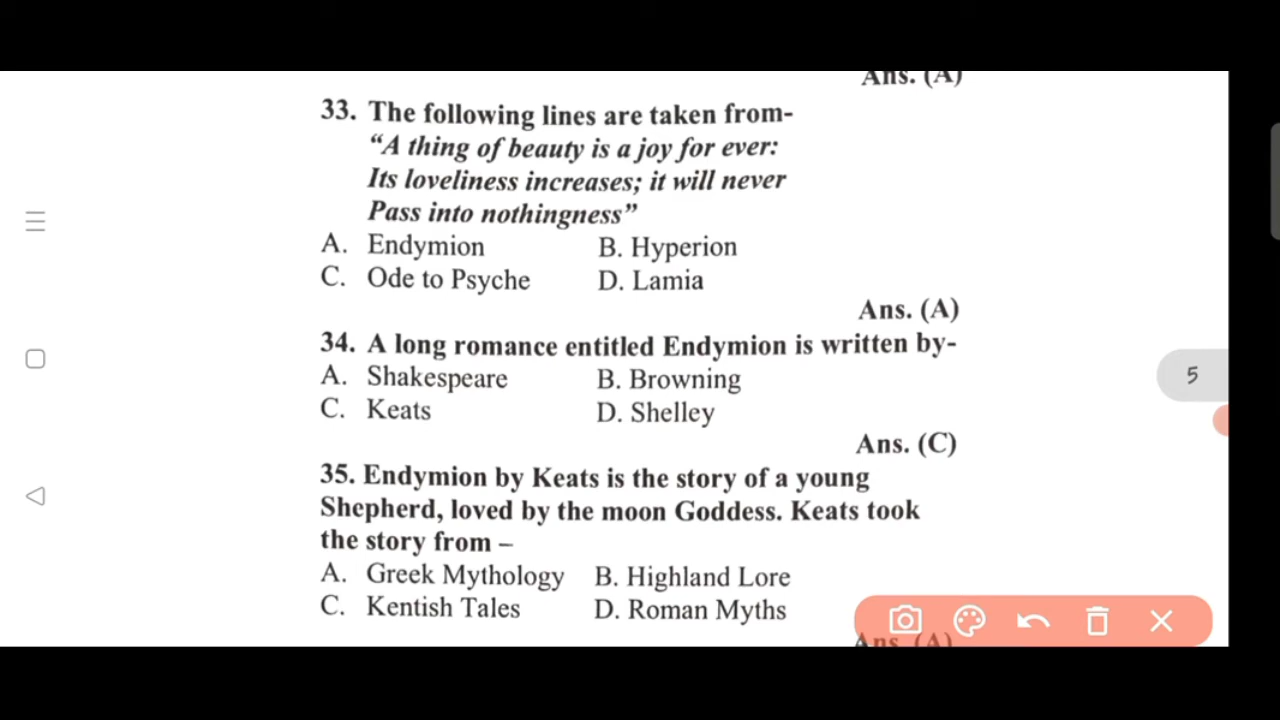 Ans. (A)
33. The following lines are taken from-
“A thing of beauty is a joy for ever:
Its loveliness increases; it will never
Pass into nothingness”
A. Endymion B. Hyperion
C. Ode to Psyche D. Lamia
Ans. (A)
34. A long romance entitled Endymion is written by-
A. Shakespeare B. Browning
C. Keats D. Shelley
Ans. (C)
35. Endymion by Keats is the story of a young
Shepherd, loved by the moon Goddess. Keats took
the story from –
A. Greek Mythology B. Highland Lore
C. Kentish Tales D. Roman Myths
Ans. (A)
5